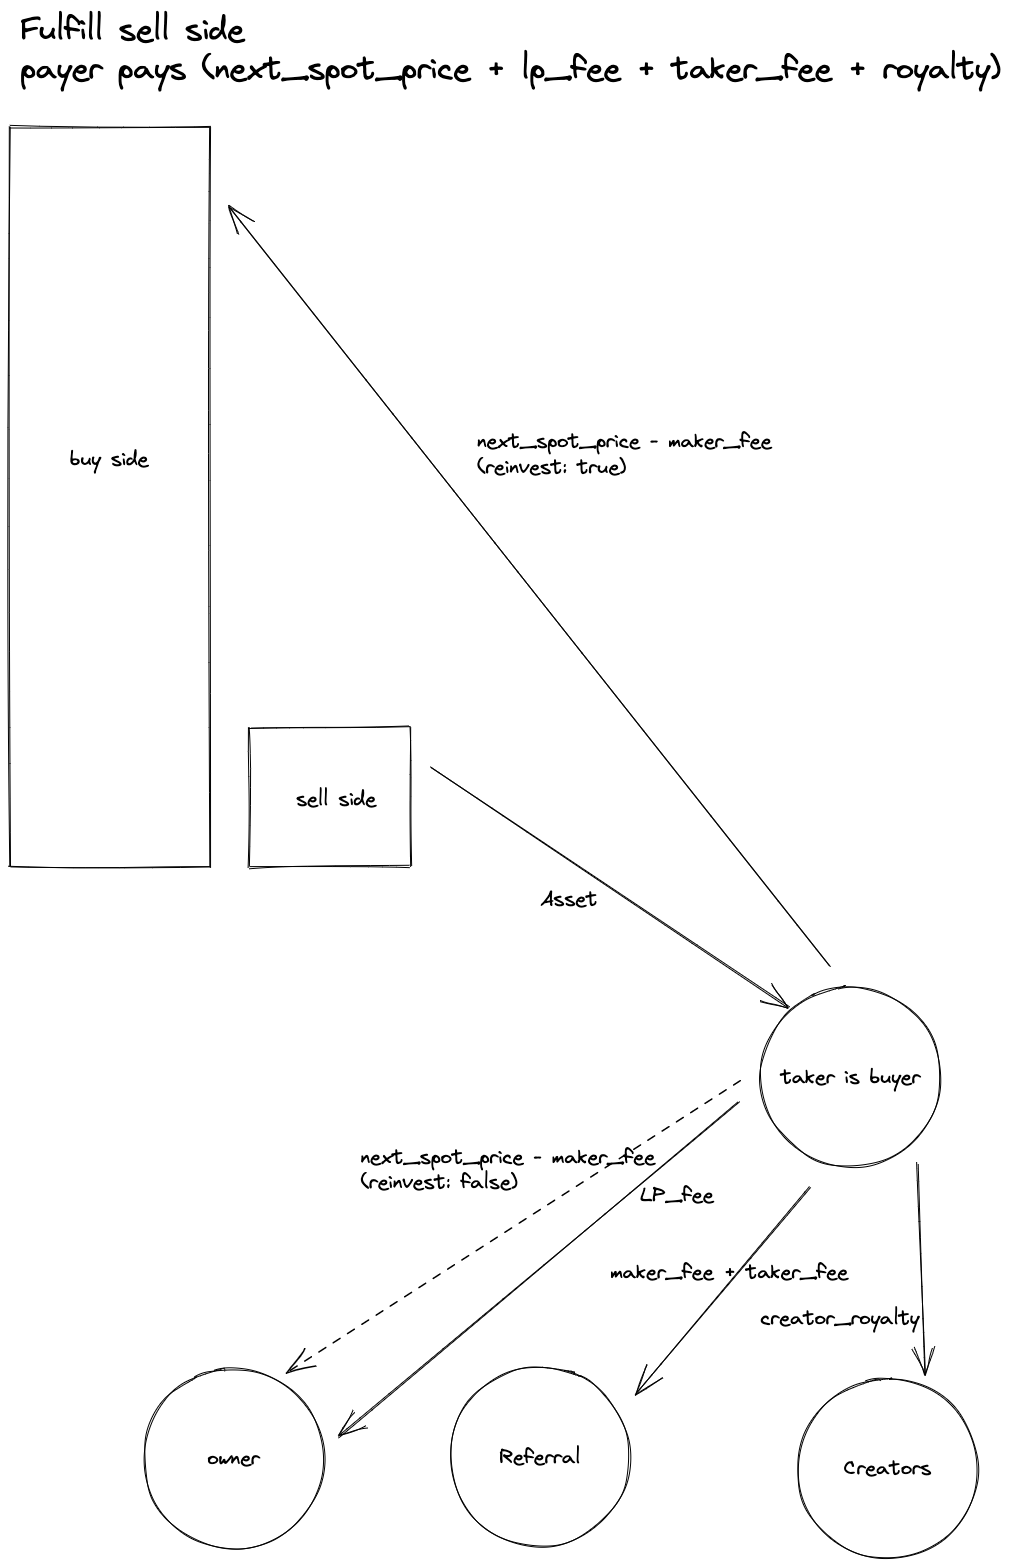 Fulfill sell side
payer pays (next_spot_price + lp_fee + taker_fee + royalty)
next_spot_price - maker_fee
(reinvest: true)
buy side
sell side
Asset
taker is buyer
next_spot_price - maker_fee
(reinvest: false)
LP_fee
maker_fee + taker_fee
creator_royalty
owner
Referral
Creators